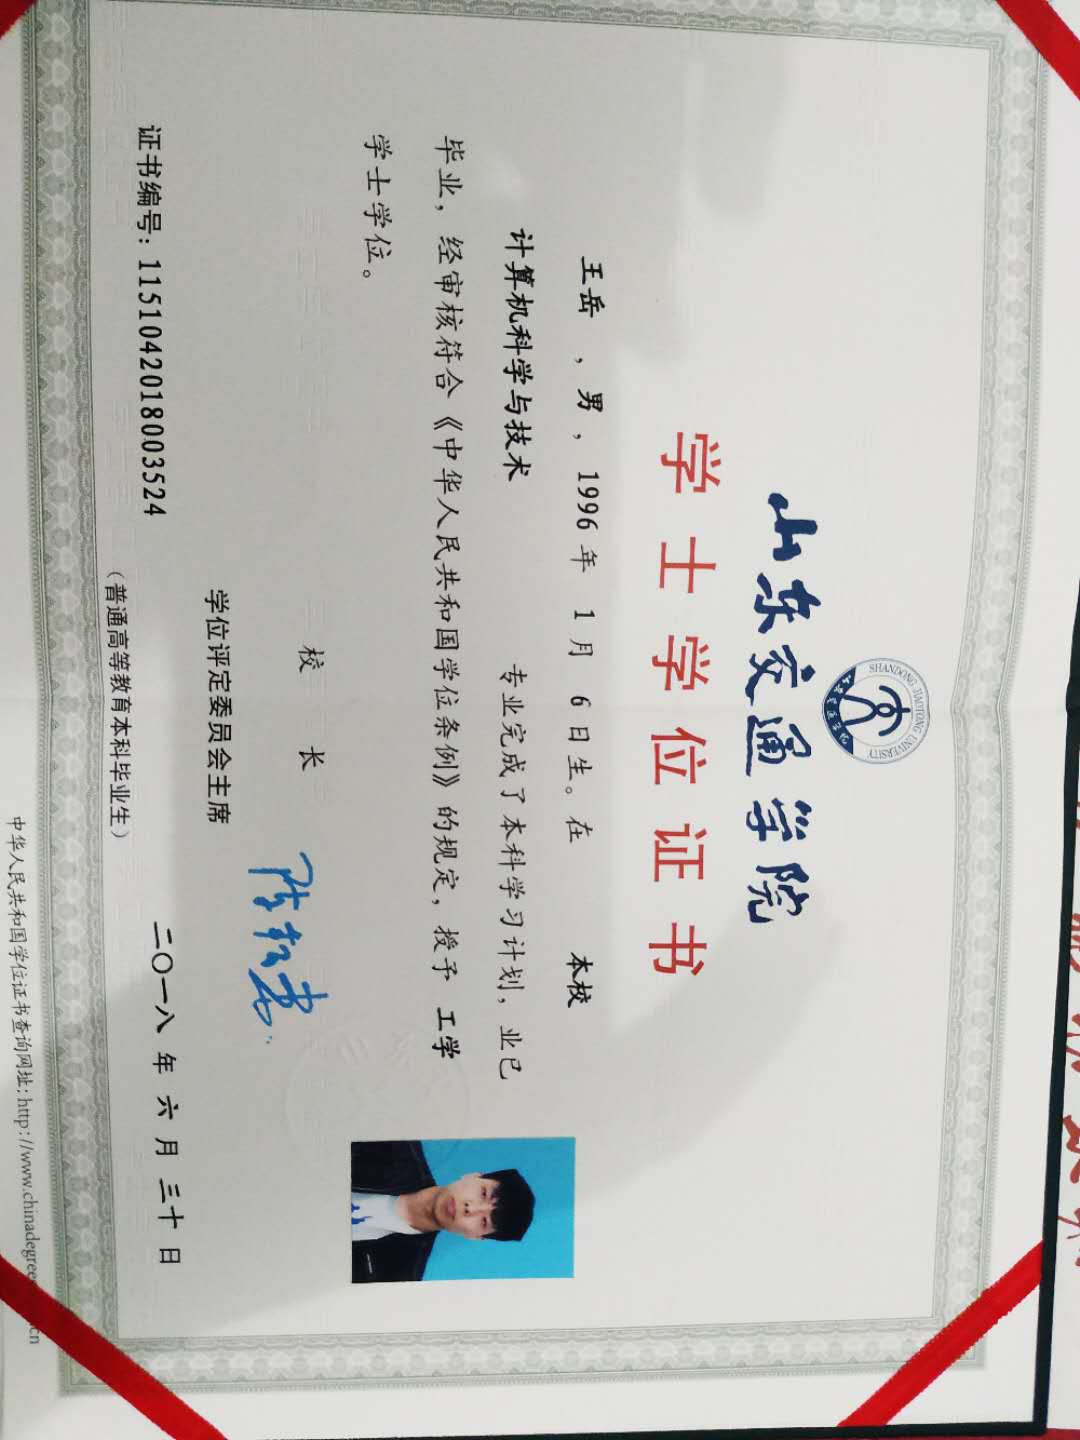 SHANDONG JIAOTONG UNIVERSITY
山东交通学院
山东交通学院
学士学位证书
王岳 ，男，1996年 1月 6日生。在 本校
计算机科学与技术 专业完成了本科学习计划，业已
毕业，经审核符合《中华人民共和国学位条例》的规定，授予 工学
学士学位。
校 长
学位评定委员会主席
证书编号：1151042018003524
二〇一八 年 六 月 三十 日
（普通高等教育本科毕业生）
中华人民共和国学位证书查询网址：http://www.chinadegree